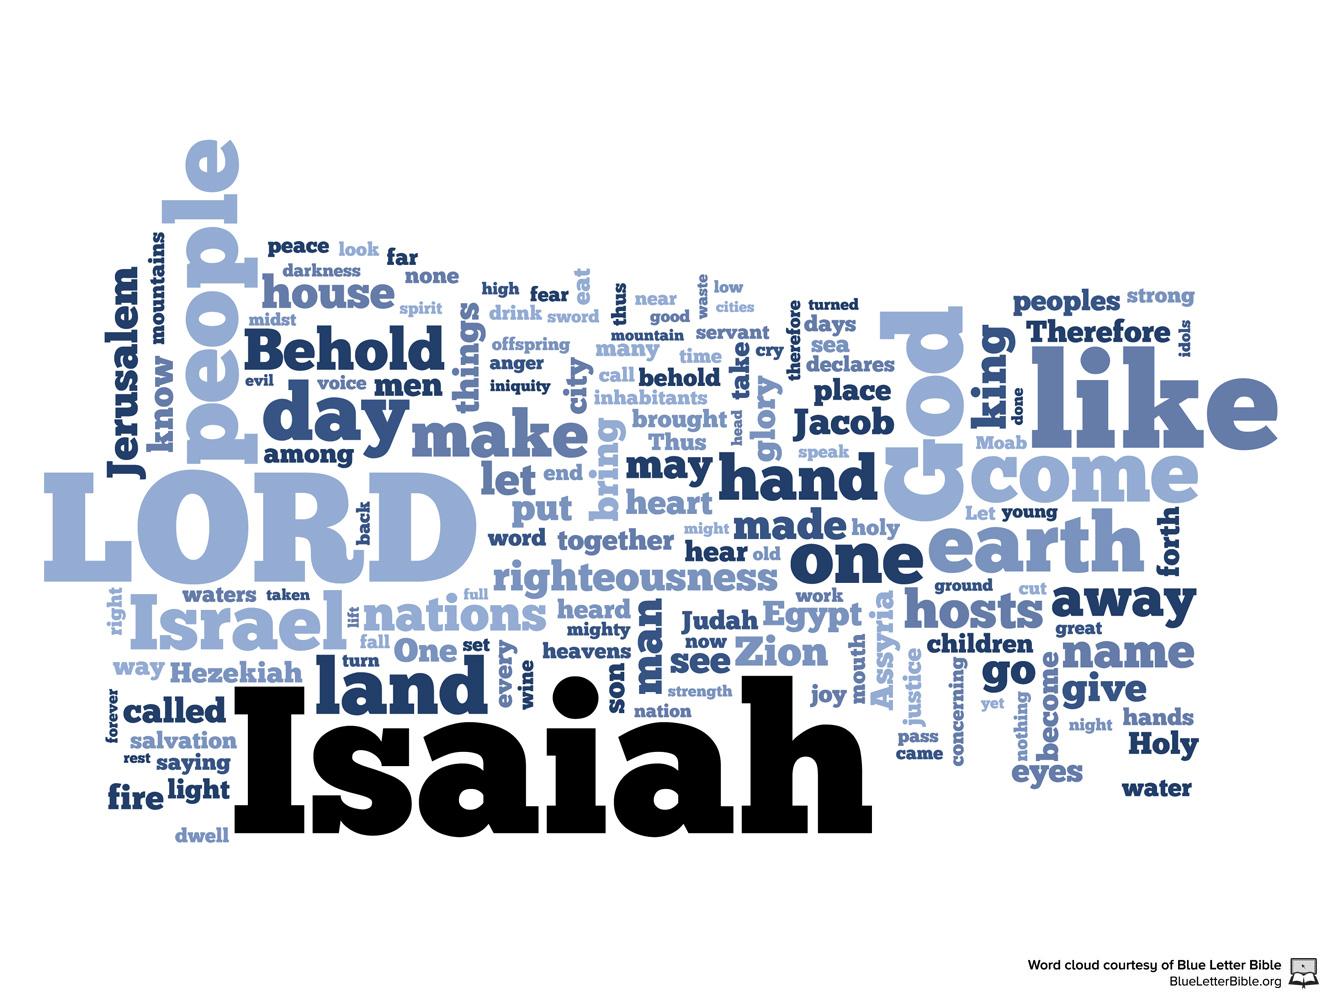 people
Jerusalem
mountains
know
peace
look
far
darkness
none
house
spirit
midst
Behold
evil
voice
men
day
among
things
high
fear
eat
drink
sword
thus
near
good
waste
low
cities
mountain
servant
offspring
many
time
anger
call
behold
take
cry
therefore
turned
days
sea
declares
iniquity
city
inhabitants
place
brought
head
glory
Jacob
Thus
speak
make
bring
let
end
may
hand
put
heart
God
king
done
peoples
strong
Therefore
idols
like
Moab
come
Let
young
LORD
back
word
together
might
made
holy
hear
old
one
earth
forth
righteousness
right
waters
taken
full
Israel
lift
nations
heard
mighty
man
Judah
work
Egypt
ground
cut
hosts
away
fall
One
set
heavens
now
see
Zion
mouth
Assyria
children
great
way
Hezekiah
turn
land
every
wine
son
strength
nation
joy
justice
concerning
go
yet
nothing
become
name
give
forever
called
salvation
rest
saying
pass
came
night
hands
Holy
fire
light
eyes
water
dwell
Isaiah
Word cloud courtesy of Blue Letter Bible
BlueLetterBible.org